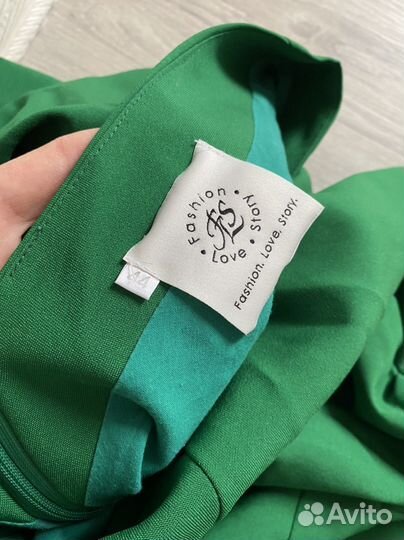 Fashion • Love • Story •
FLS
Fashion. Love. Story.
44
Avito